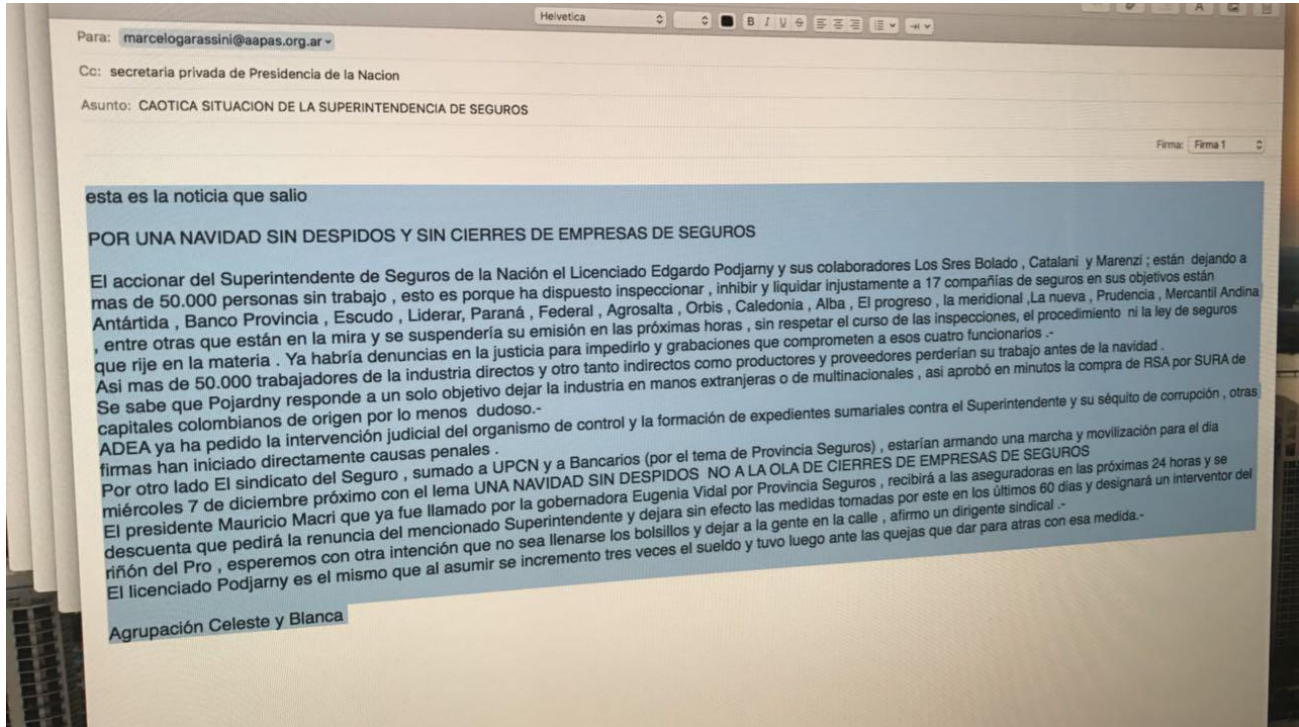 Helvetica
B I U S
A
Para: marcelogarassini@aapas.org.ar
Cc: secretaria privada de Presidencia de la Nacion
Asunto: CAOTICA SITUACION DE LA SUPERINTENDENCIA DE SEGUROS
Firma: Firma 1
esta es la noticia que salio
POR UNA NAVIDAD SIN DESPIDOS Y SIN CIERRES DE EMPRESAS DE SEGUROS
El accionar del Superintendente de Seguros de la Nación el Licenciado Edgardo Podjarny y sus colaboradores Los Sres Bolado , Catalani y Marenzi ; están dejando a
mas de 50.000 personas sin trabajo , esto es porque ha dispuesto inspeccionar , inhibir y liquidar injustamente a 17 compañías de seguros en sus objetivos están
Antártida , Banco Provincia , Escudo , Liderar, Paraná , Federal , Agrosalta , Orbis , Caledonia , Alba , El progreso , la meridional ,La nueva , Prudencia , Mercantil Andina
, entre otras que están en la mira y se suspendería su emisión en las próximas horas , sin respetar el curso de las inspecciones, el procedimiento ni la ley de seguros
que rije en la materia . Ya habría denuncias en la justicia para impedirlo y grabaciones que comprometen a esos cuatro funcionarios .-
Asi mas de 50.000 trabajadores de la industria directos y otro tanto indirectos como productores y proveedores perderían su trabajo antes de la navidad .
Se sabe que Pojardny responde a un solo objetivo dejar la industria en manos extranjeras o de multinacionales , asi aprobó en minutos la compra de RSA por SURA de
capitales colombianos de origen por lo menos dudoso.-
ADEA ya ha pedido la intervención judicial del organismo de control y la formación de expedientes sumariales contra el Superintendente y su séquito de corrupción , otras
firmas han iniciado directamente causas penales .
Por otro lado El sindicato del Seguro , sumado a UPCN y a Bancarios (por el tema de Provincia Seguros) , estarían armando una marcha y movilización para el dia
miércoles 7 de diciembre próximo con el lema UNA NAVIDAD SIN DESPIDOS NO A LA OLA DE CIERRES DE EMPRESAS DE SEGUROS
El presidente Mauricio Macri que ya fue llamado por la gobernadora Eugenia Vidal por Provincia Seguros , recibirá a las aseguradoras en las próximas 24 horas y se
descuenta que pedirá la renuncia del mencionado Superintendente y dejara sin efecto las medidas tomadas por este en los últimos 60 dias y designará un interventor del
riñón del Pro , esperemos con otra intención que no sea llenarse los bolsillos y dejar a la gente en la calle , afirmo un dirigente sindical .-
El licenciado Podjarny es el mismo que al asumir se incremento tres veces el sueldo y tuvo luego ante las quejas que dar para atras con esa medida.-
Agrupación Celeste y Blanca